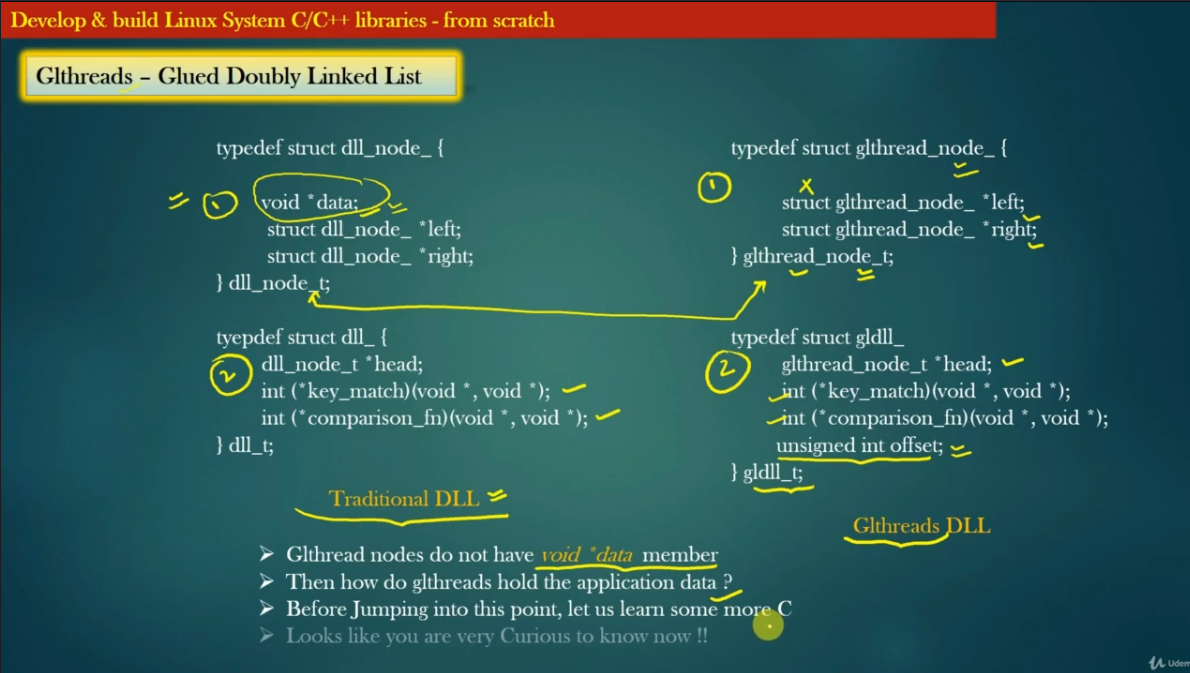 Develop & build Linux System C/C++ libraries - from scratch
Glthreads – Glued Doubly Linked List
typedef struct dll_node_ {
1 void *data;
struct dll_node_ *left;
struct dll_node_ *right;
} dll_node_t;
tyepdef struct dll_ {
2 dll_node_t *head;
int (*key_match)(void *, void *);
int (*comparison_fn)(void *, void *);
} dll_t;
Traditional DLL
typedef struct glthread_node_ {
1 x
struct glthread_node_ *left;
struct glthread_node_ *right;
} glthread_node_t;
typedef struct gldll_
2 glthread_node_t *head;
int (*key_match)(void *, void *);
int (*comparison_fn)(void *, void *);
unsigned int offset;
} gldll_t;
Glthreads DLL
➤ Glthread nodes do not have void *data member
➤ Then how do glthreads hold the application data ?
➤ Before Jumping into this point, let us learn some more C
➤ Looks like you are very Curious to know now !!
Udem